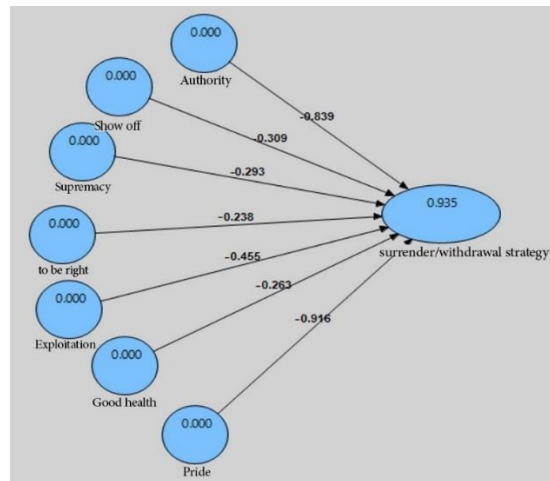 0.000
Authority
-0.839
0.000
Show off
-0.309
0.000
Supremacy
-0.293
0.935
surrender/withdrawal strategy
0.000
to be right
-0.238
0.000
Exploitation
-0.455
0.000
Good health
-0.263
0.000
Pride
-0.916